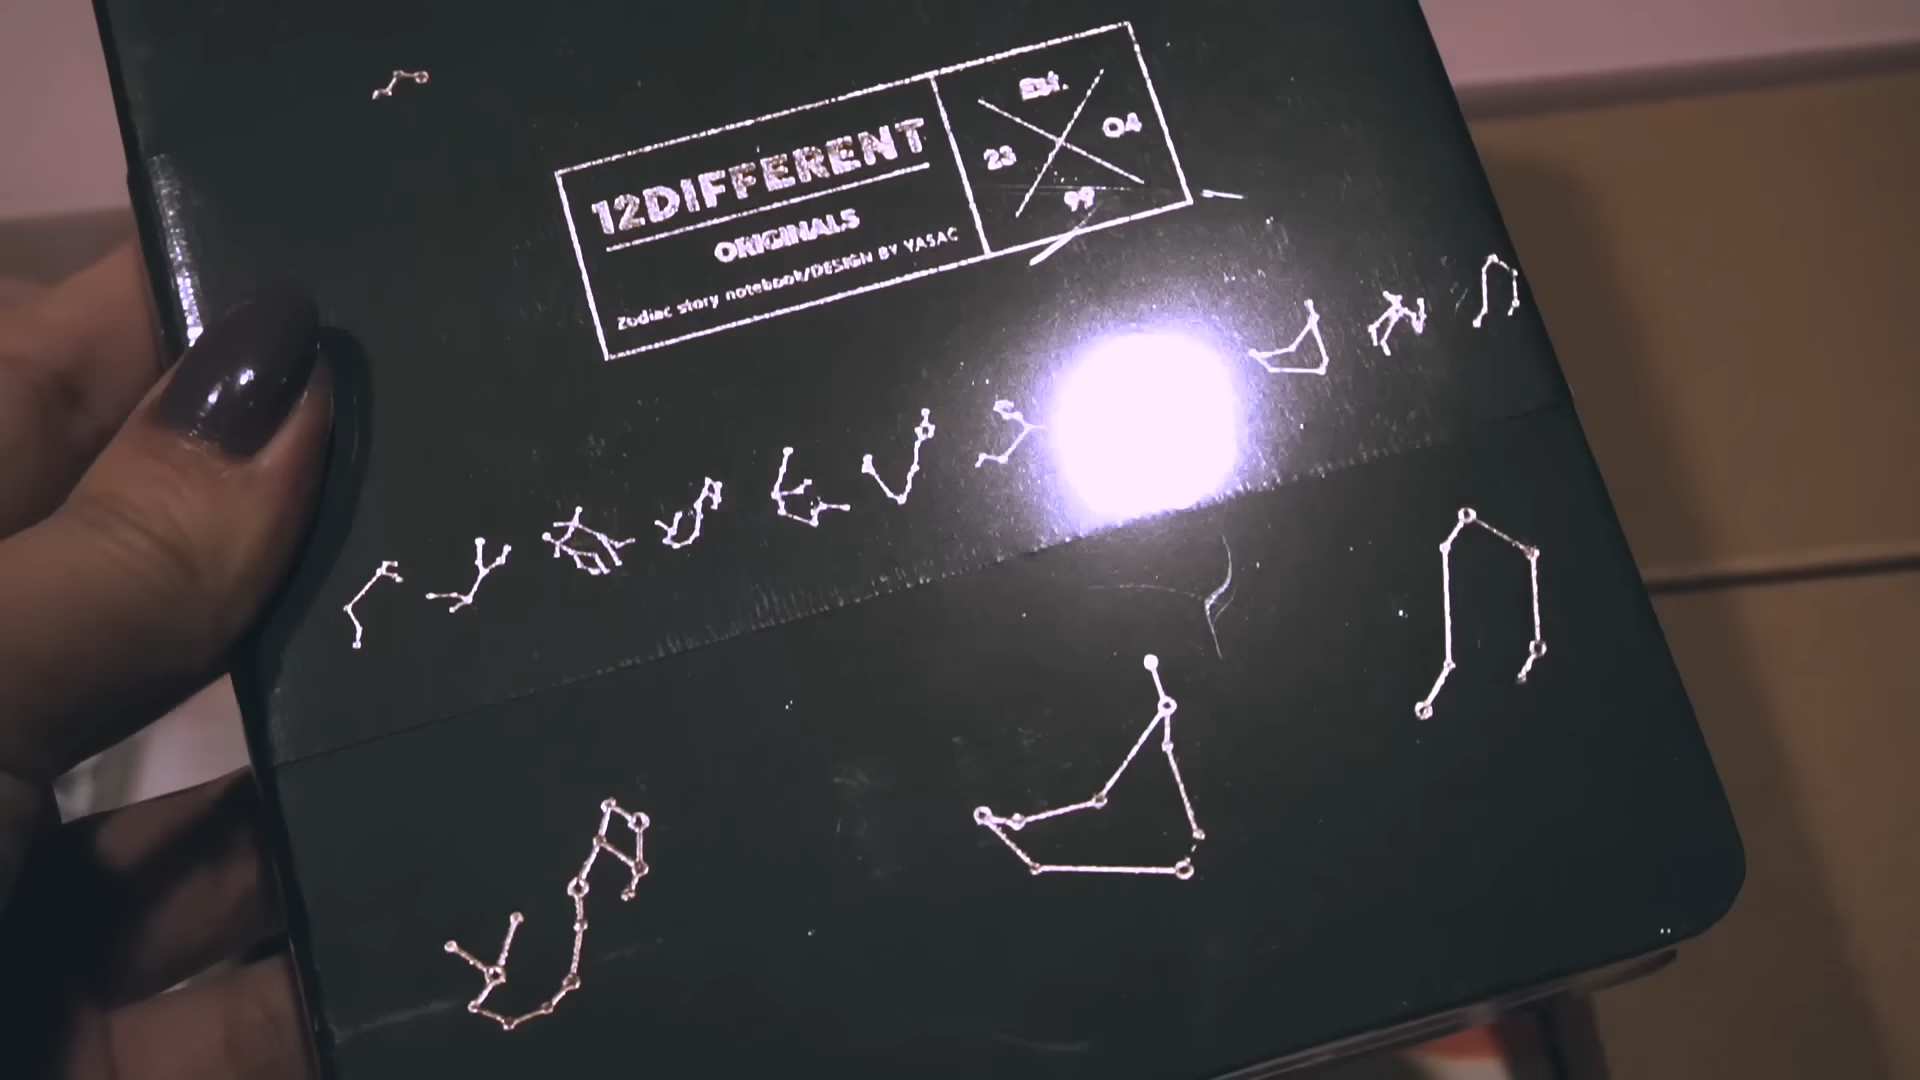 12DIFFERENT
ORIGINALS
Zodiac story notebook/DESIGN BY YASAC
Est.
23
04
99